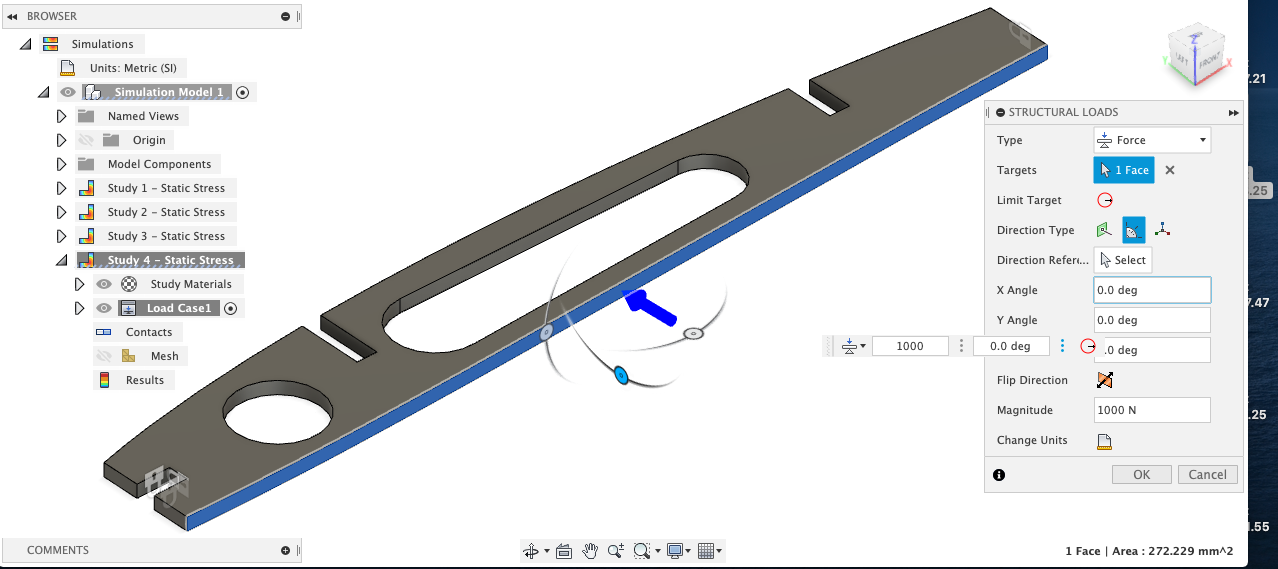 BROWSER
Simulations
Units: Metric (SI)
Simulation Model 1
Named Views
Origin
Model Components
Study 1 - Static Stress
Study 2 - Static Stress
Study 3 - Static Stress
Study 4 - Static Stress
Study Materials
Load Case1
Contacts
Mesh
Results
COMMENTS
1000
0.0 deg
Z
LEFT
FRONT
Y
X
STRUCTURAL LOADS
Type
Force
Targets
1 Face
Limit Target
Direction Type
Direction Refere...
Select
X Angle
0.0 deg
Y Angle
0.0 deg
.0 deg
Flip Direction
Magnitude
1000 N
Change Units
OK
Cancel
1 Face | Area : 272.229 mm^2
7.21
.25
7.47
.25
1.55